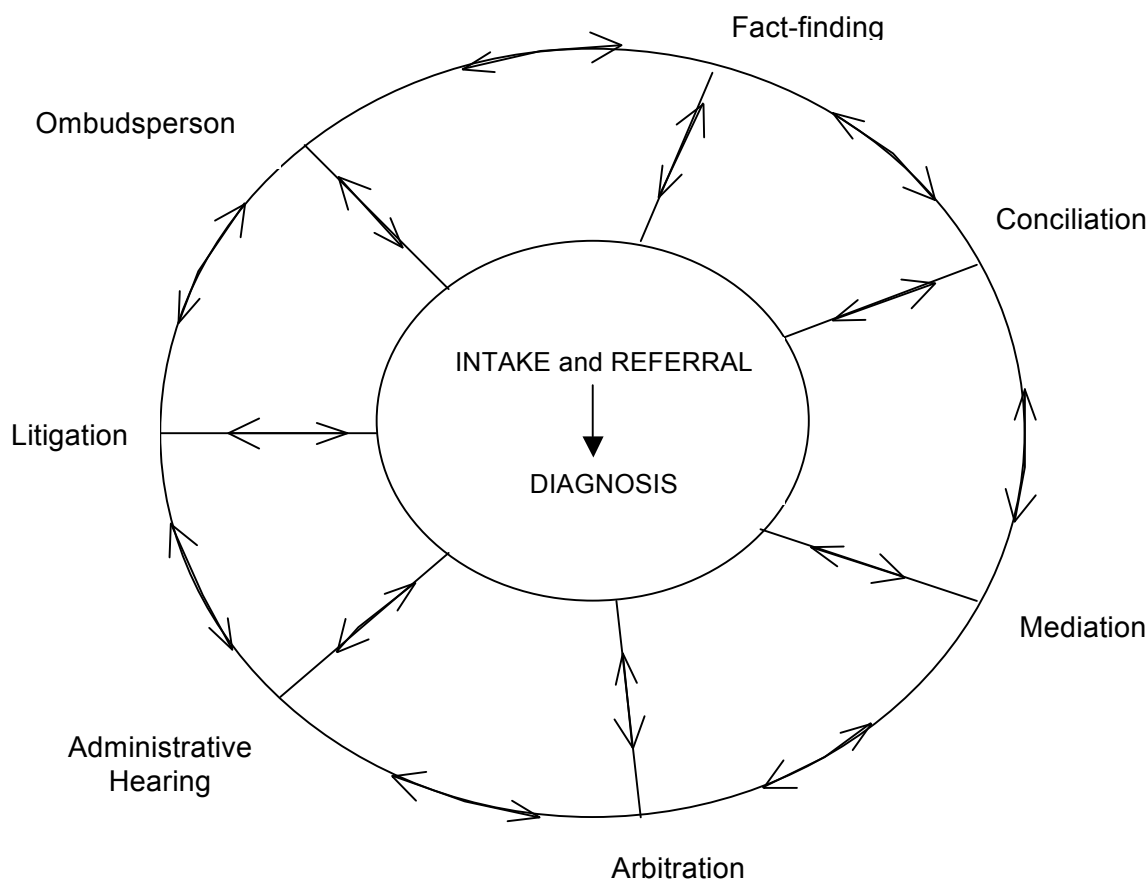 Fact-finding
Ombudsperson
Conciliation
INTAKE and REFERRAL
Litigation
DIAGNOSIS
Mediation
Administrative
Hearing
Arbitration